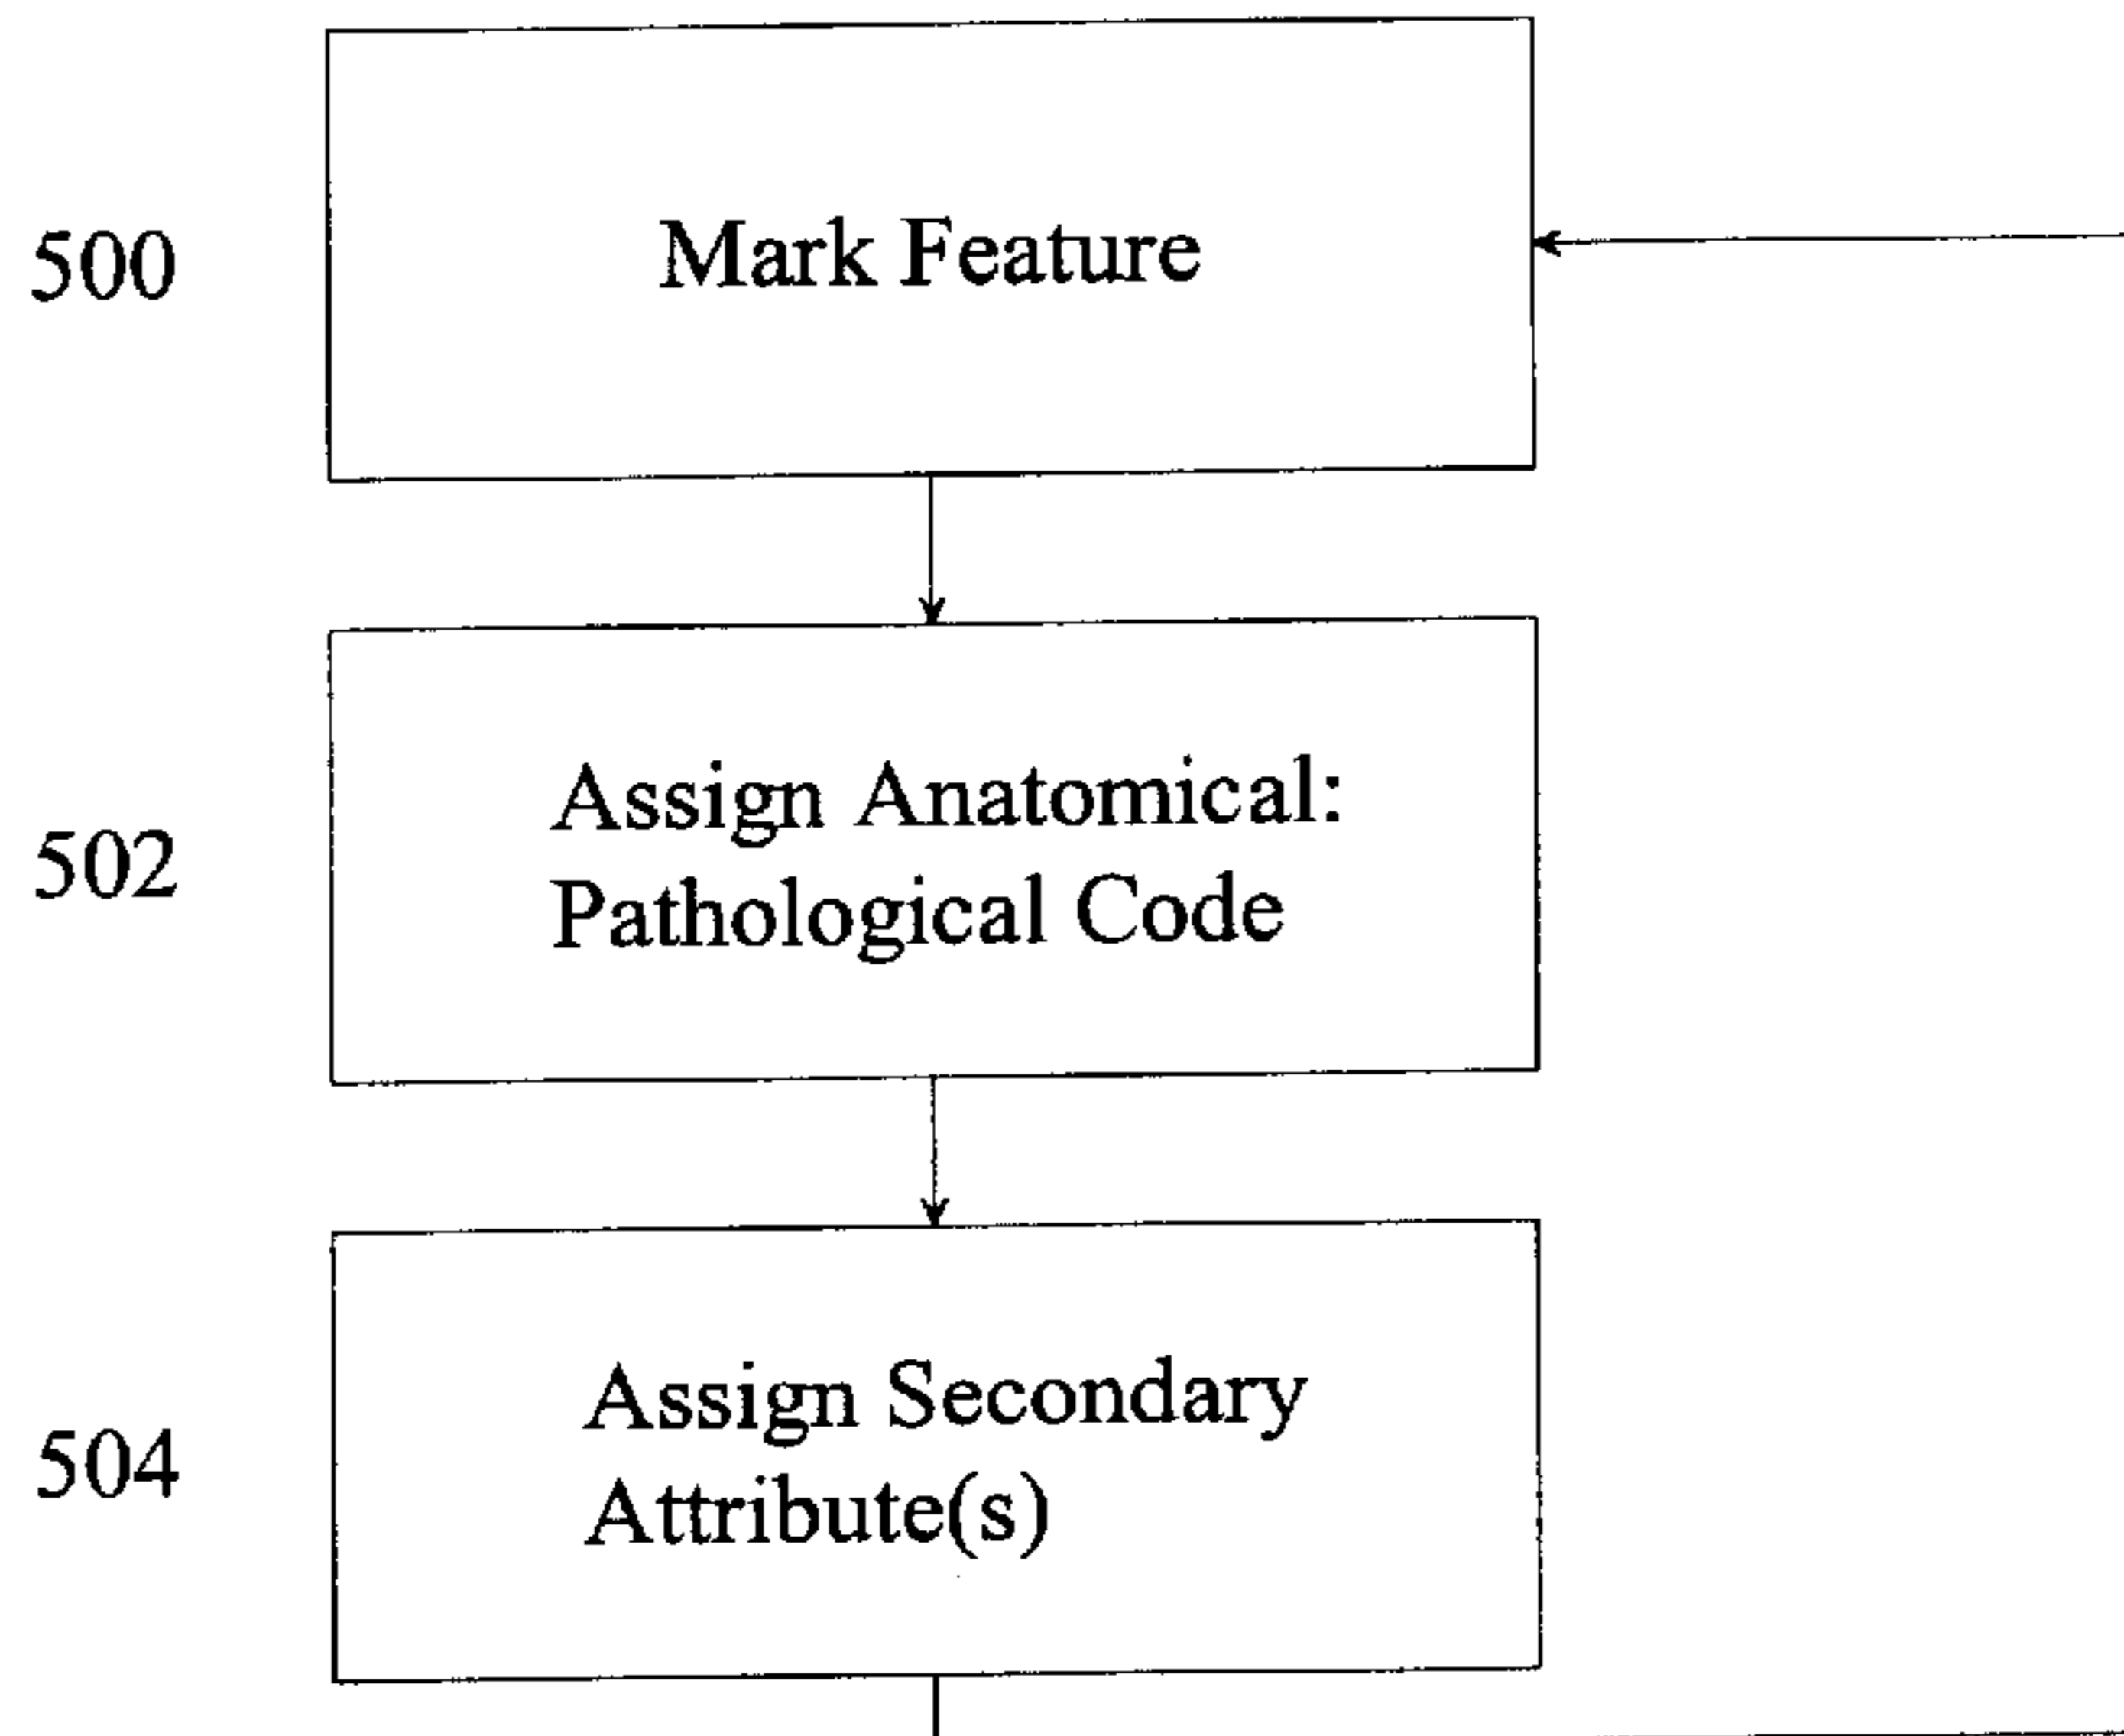 500
Mark Feature
502
Assign Anatomical:
Pathological Code
504
Assign Secondary
Attribute(s)